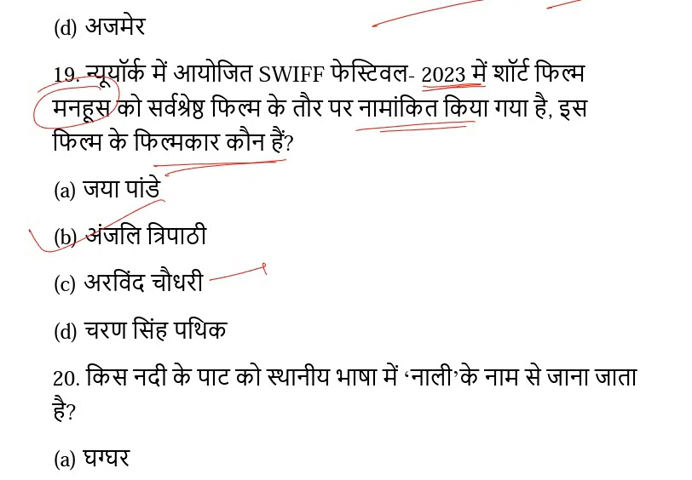 (d) अजमेर
19. न्यूयॉर्क में आयोजित SWIFF फेस्टिवल- 2023 में शॉर्ट फिल्म
मनहूस को सर्वश्रेष्ठ फिल्म के तौर पर नामांकित किया गया है, इस
फिल्म के फिल्मकार कौन हैं?
(a) जया पांडे
(b) अंजलि त्रिपाठी
(c) अरविंद चौधरी
(d) चरण सिंह पथिक
20. किस नदी के पाट को स्थानीय भाषा में ‘नाली’के नाम से जाना जाता
है?
(a) घग्घर